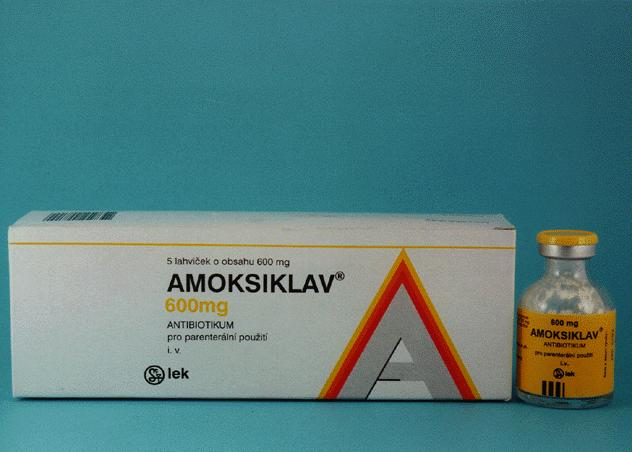 5 lahviček o obsahu 600 mg
AMOKSIKLAV®
600mg
ANTIBIOTIKUM
pro parenterální použití
i. v.
lek
600 mg
AMOKSIKLAV®
ANTIBIOTIKUM
pro parenterální použití
i.v.
lek